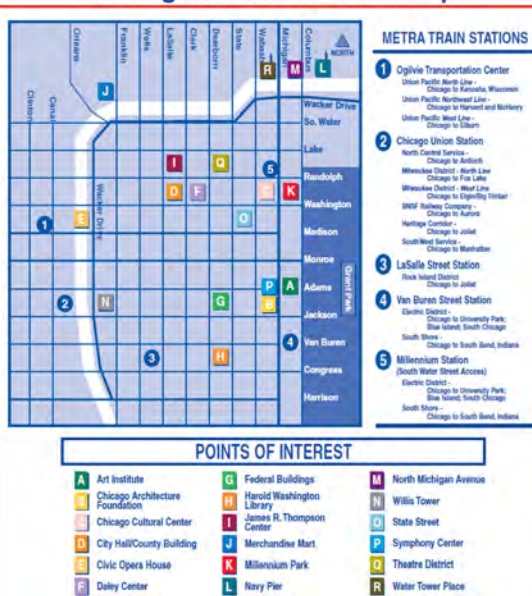 Orleans
Franklin
Wells
LaSalle
Clark
Dearborn
State
Wabash
Michigan
Columbus
NORTH
Clinton
Canal
Wacker Drive
Wacker Drive
So. Water
Lake
Randolph
Washington
Madison
Monroe
Adams
Jackson
Van Buren
Congress
Harrison
Grant Park
J
R
M
L
I
Q
5
D
F
C
K
1
E
O
P
A
B
2
N
G
4
3
H
METRA TRAIN STATIONS
1 Ogilvie Transportation Center
Union Pacific North Line -
Chicago to Kenosha, Wisconsin
Union Pacific Northwest Line -
Chicago to Harvard and McHenry
Union Pacific West Line -
Chicago to Elburn
2 Chicago Union Station
North Central Service -
Chicago to Antioch
Milwaukee District - North Line
Chicago to Fox Lake
Milwaukee District - West Line
Chicago to Elgin/Big Timber
BNSF Railway Company -
Chicago to Aurora
Heritage Corridor -
Chicago to Joliet
SouthWest Service -
Chicago to Manhattan
3 LaSalle Street Station
Rock Island District
Chicago to Joliet
4 Van Buren Street Station
Electric District -
Chicago to University Park;
Blue Island; South Chicago
South Shore -
Chicago to South Bend, Indiana
5 Millennium Station
(South Water Street Access)
Electric District -
Chicago to University Park;
Blue Island; South Chicago
South Shore -
Chicago to South Bend, Indiana
POINTS OF INTEREST
A Art Institute
B Chicago Architecture
Foundation
C Chicago Cultural Center
D City Hall/County Building
E Civic Opera House
F Daley Center
G Federal Buildings
H Harold Washington
Library
I James R. Thompson
Center
J Merchandise Mart
K Millennium Park
L Navy Pier
M North Michigan Avenue
N Willis Tower
O State Street
P Symphony Center
Q Theatre District
R Water Tower Place